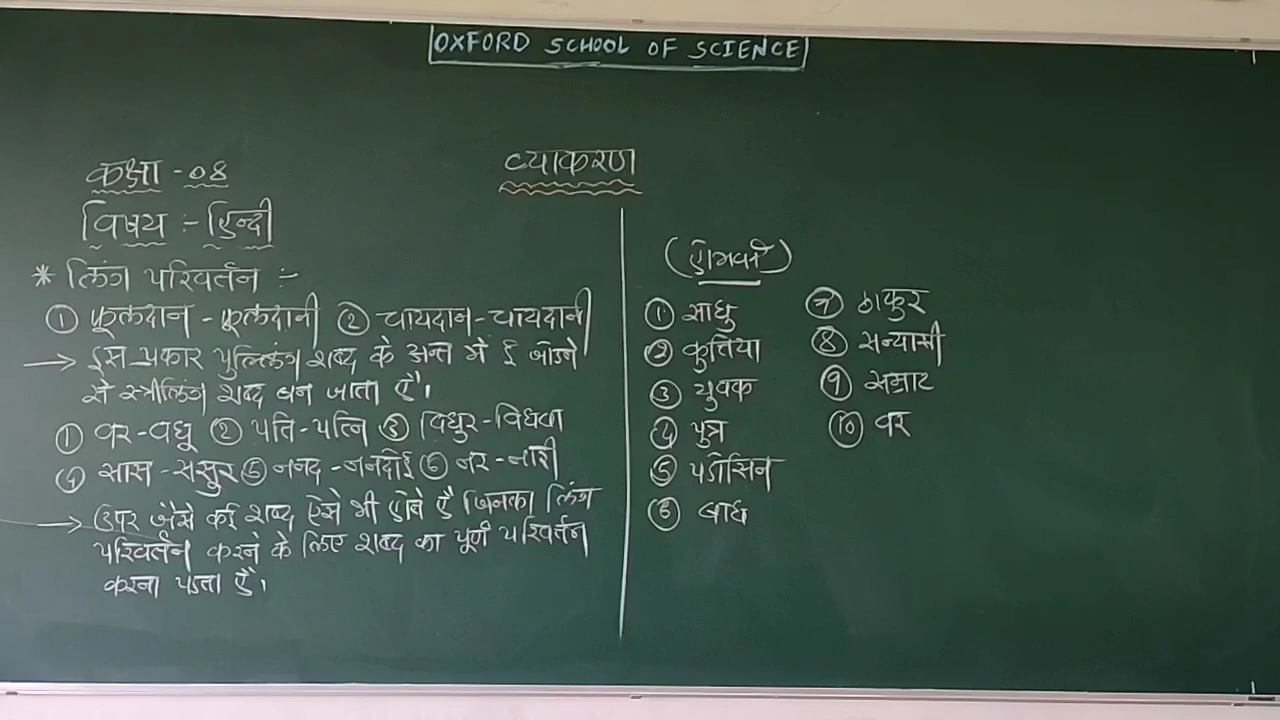 OXFORD SCHOOL OF SCIENCE
व्याकरण
कक्षा - 08
विषय :- हिन्दी
* लिंग परिवर्तन :-
① फूलदान - फूलदानी ② चायदान - चायदानी
→ इस प्रकार पुल्लिंग शब्द के अन्त मे ई जोडने
से स्त्रीलिंग शब्द बन जाता है।
① वर - वधू ② पति - पत्नि ③ विधुर - विधवा
④ सास - ससुर ⑤ ननद - ननदोई ⑥ नर - नारी
→ उपर जैसे कई शब्द ऐसे भी होते है जिनका लिंग
परिवर्तन करने के लिए शब्द का पूर्ण परिवर्तन
करना पडता है।
(होमवर्क)
① साधु
② कुत्तिया
③ युवक
④ पुत्र
⑤ पडोसिन
⑥ बाघ
⑦ ठाकुर
⑧ सन्यासी
⑨ सम्राट
⑩ वर